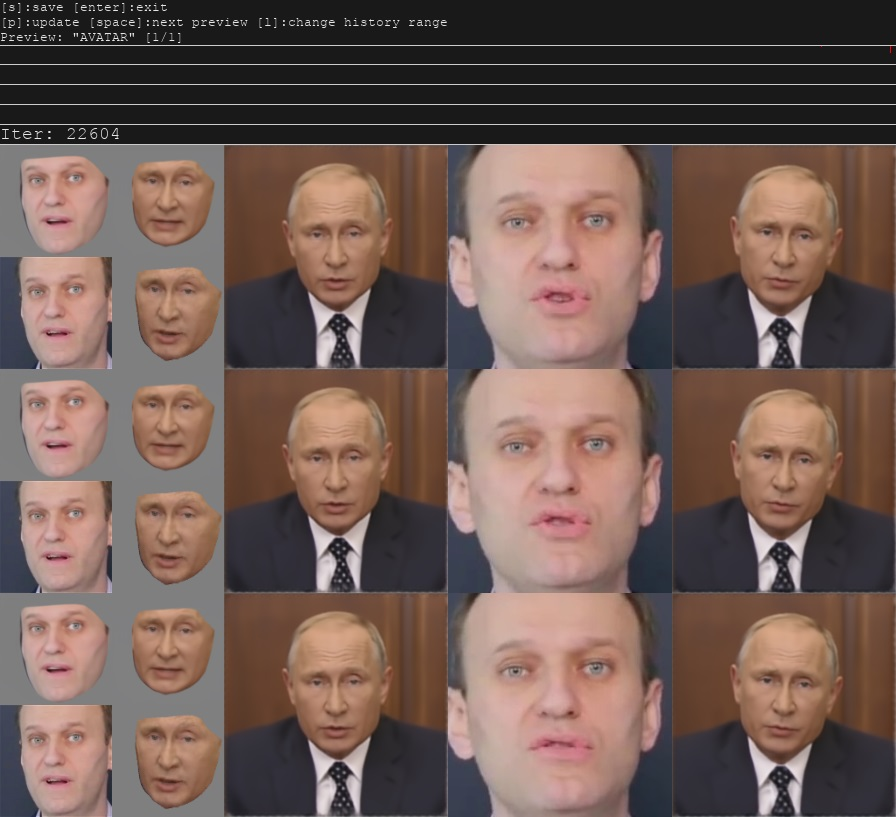 [s]:save [enter]:exit
[p]:update [space]:next preview [l]:change history range
Preview: "AVATAR" [1/1]
Iter: 22604